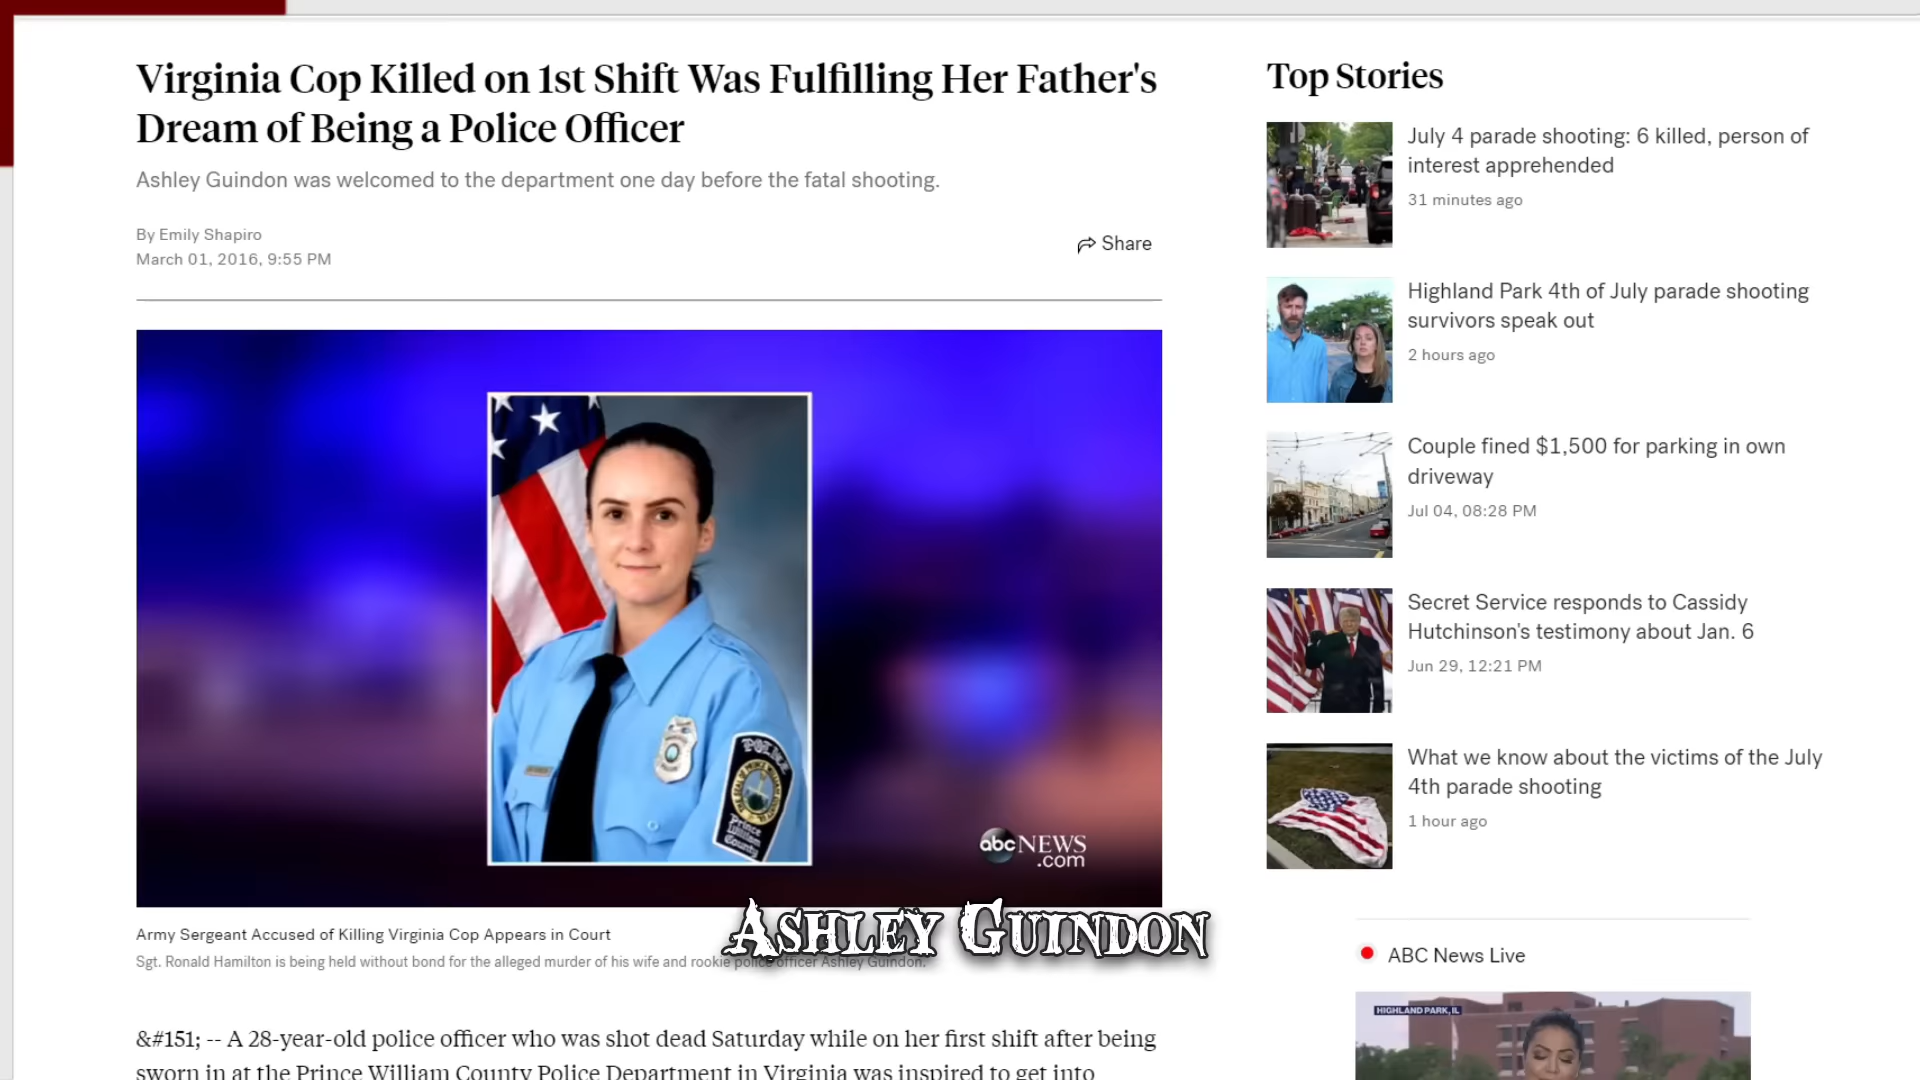 Virginia Cop Killed on 1st Shift Was Fulfilling Her Father's
Dream of Being a Police Officer
Ashley Guindon was welcomed to the department one day before the fatal shooting.
By Emily Shapiro
March 01, 2016, 9:55 PM
Share
POLICE
Prince
William
County
abc NEWS
.com
ASHLEY GUINDON
Army Sergeant Accused of Killing Virginia Cop Appears in Court
Sgt. Ronald Hamilton is being held without bond for the alleged murder of his wife and rookie police officer Ashley Guindon.
&#151; -- A 28-year-old police officer who was shot dead Saturday while on her first shift after being
sworn in at the Prince William County Police Department in Virginia was inspired to get into
Top Stories
July 4 parade shooting: 6 killed, person of
interest apprehended
31 minutes ago
Highland Park 4th of July parade shooting
survivors speak out
2 hours ago
Couple fined $1,500 for parking in own
driveway
Jul 04, 08:28 PM
Secret Service responds to Cassidy
Hutchinson's testimony about Jan. 6
Jun 29, 12:21 PM
What we know about the victims of the July
4th parade shooting
1 hour ago
ABC News Live
HIGHLAND PARK, IL